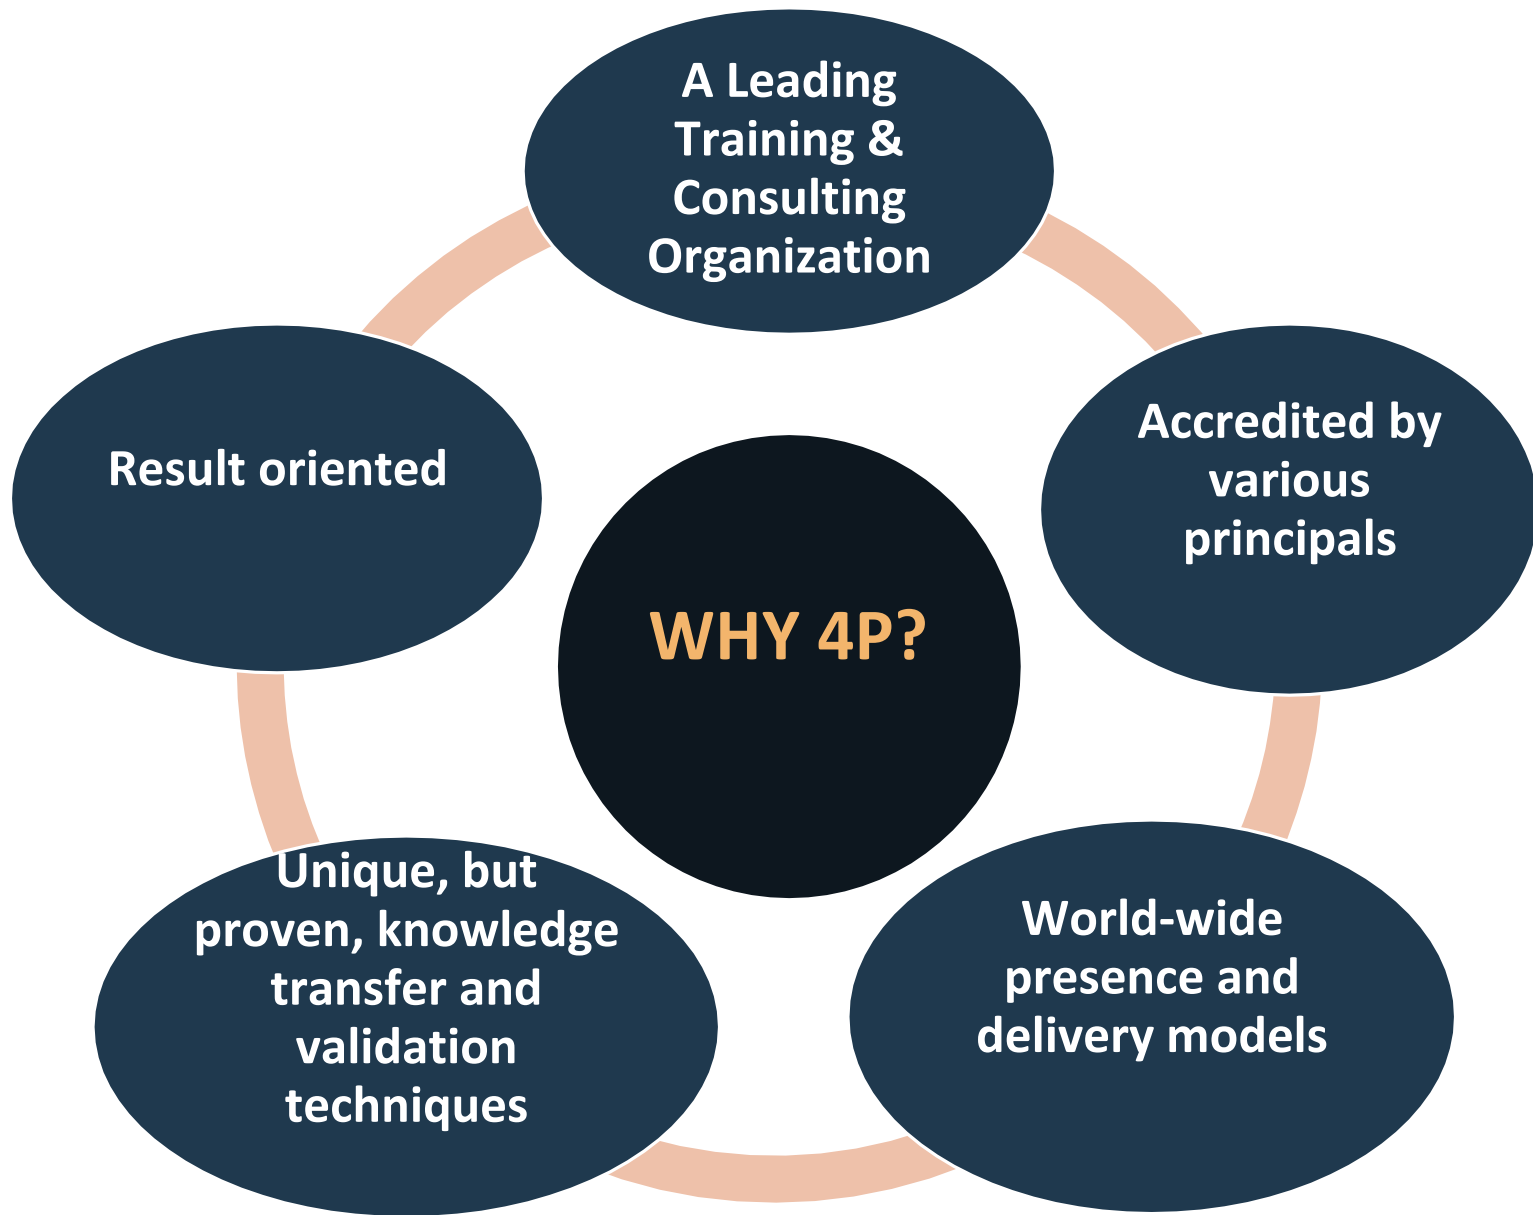 A Leading
Training &
Consulting
Organization
Accredited by
various
principals
World-wide
presence and
delivery models
Unique, but
proven, knowledge
transfer and
validation
techniques
Result oriented
WHY 4P?